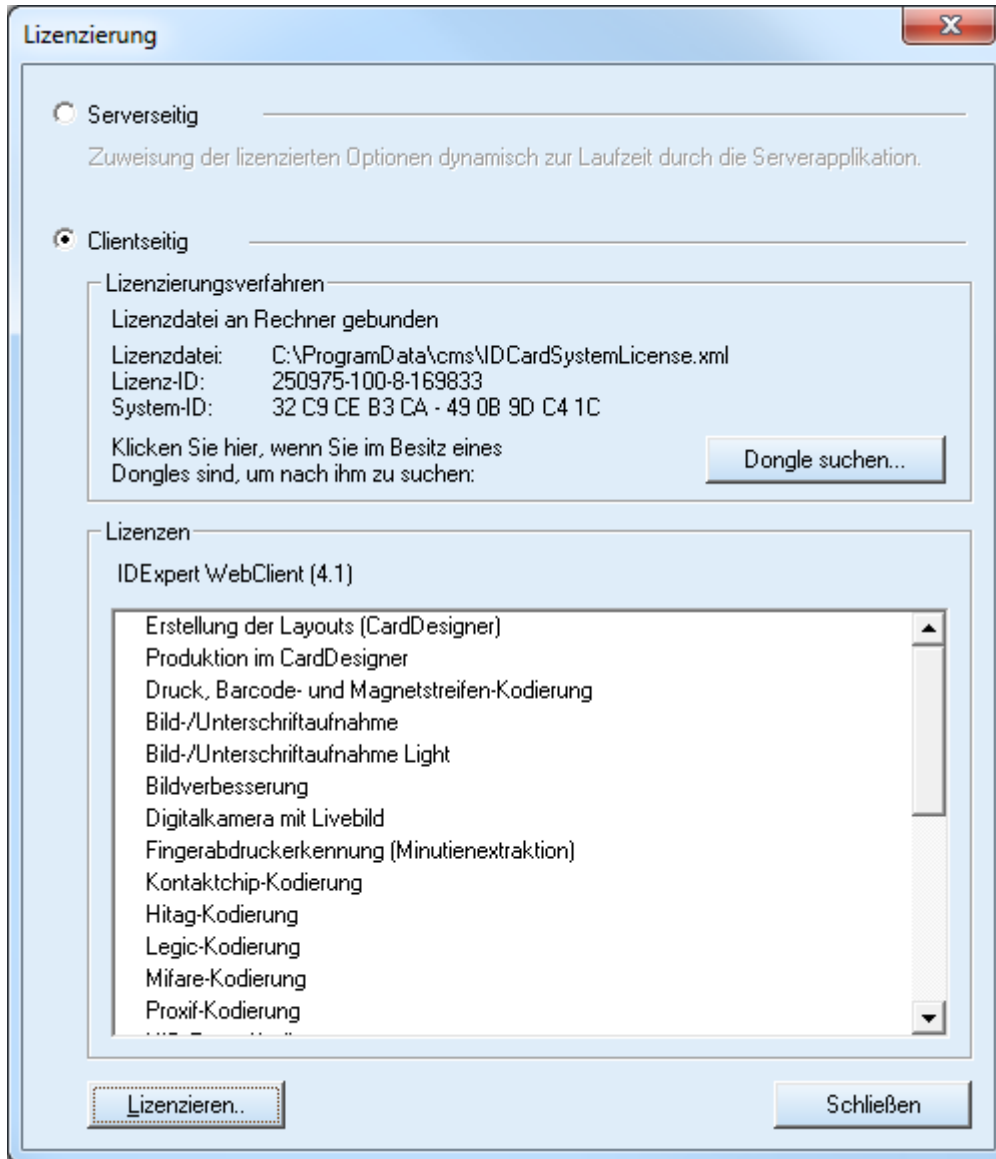 Lizenzierung
Serverseitig
Zuweisung der lizenzierten Optionen dynamisch zur Laufzeit durch die Serverapplikation.
Clientseitig
Lizenzierungsverfahren
Lizenzdatei an Rechner gebunden
Lizenzdatei: C:\ProgramData\cms\IDCardSystemLicense.xml
Lizenz-ID: 250975-100-8-169833
System-ID: 32 C9 CE B3 CA - 49 0B 9D C4 1C
Klicken Sie hier, wenn Sie im Besitz eines
Dongles sind, um nach ihm zu suchen:
Dongle suchen...
Lizenzen
IDExpert WebClient (4.1)
Erstellung der Layouts (CardDesigner)
Produktion im CardDesigner
Druck, Barcode- und Magnetstreifen-Kodierung
Bild-/Unterschriftaufnahme
Bild-/Unterschriftaufnahme Light
Bildverbesserung
Digitalkamera mit Livebild
Fingerabdruckerkennung (Minutienextraktion)
Kontaktchip-Kodierung
Hitag-Kodierung
Legic-Kodierung
Mifare-Kodierung
Proxif-Kodierung
Lizenzieren..
Schließen